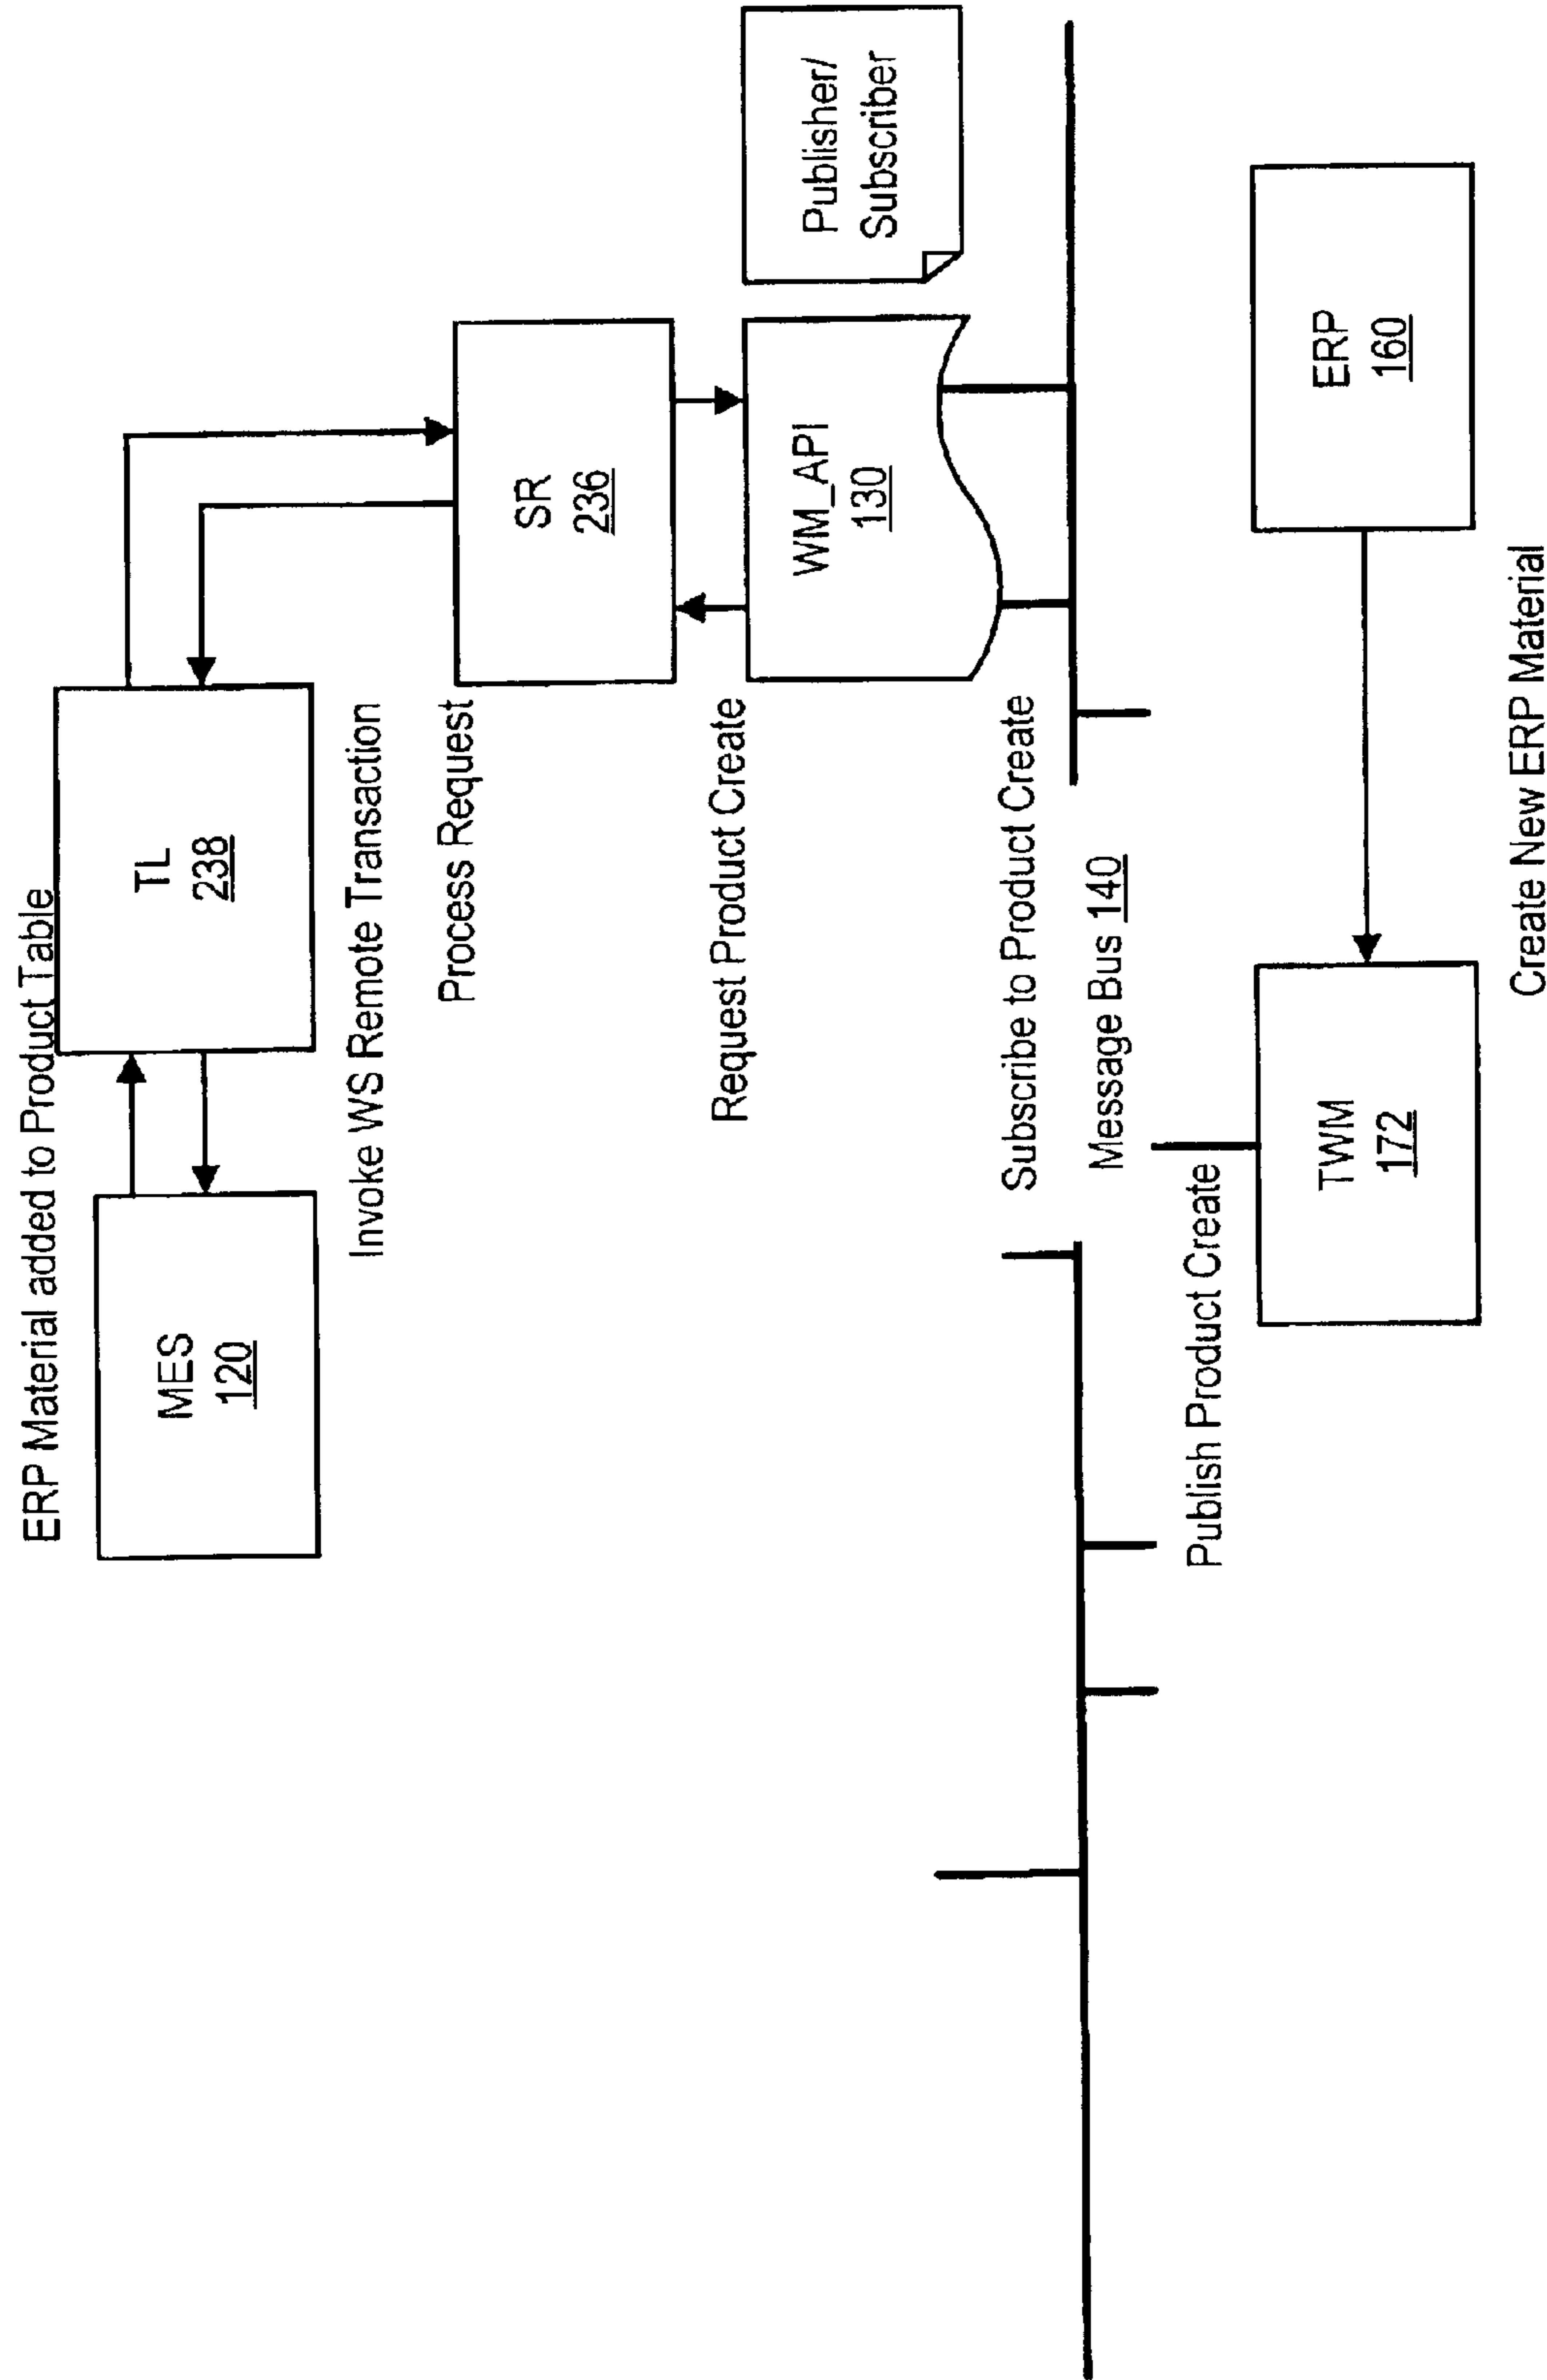 ERP Material added to Product Table
MES
120
TL
238
Invoke WS Remote Transaction
Process Request
SR
236
Request Product Create
WM_API
130
Publisher/
Subscriber
Subscribe to Product Create
Message Bus 140
Publish Product Create
TWM
172
ERP
160
Create New ERP Material